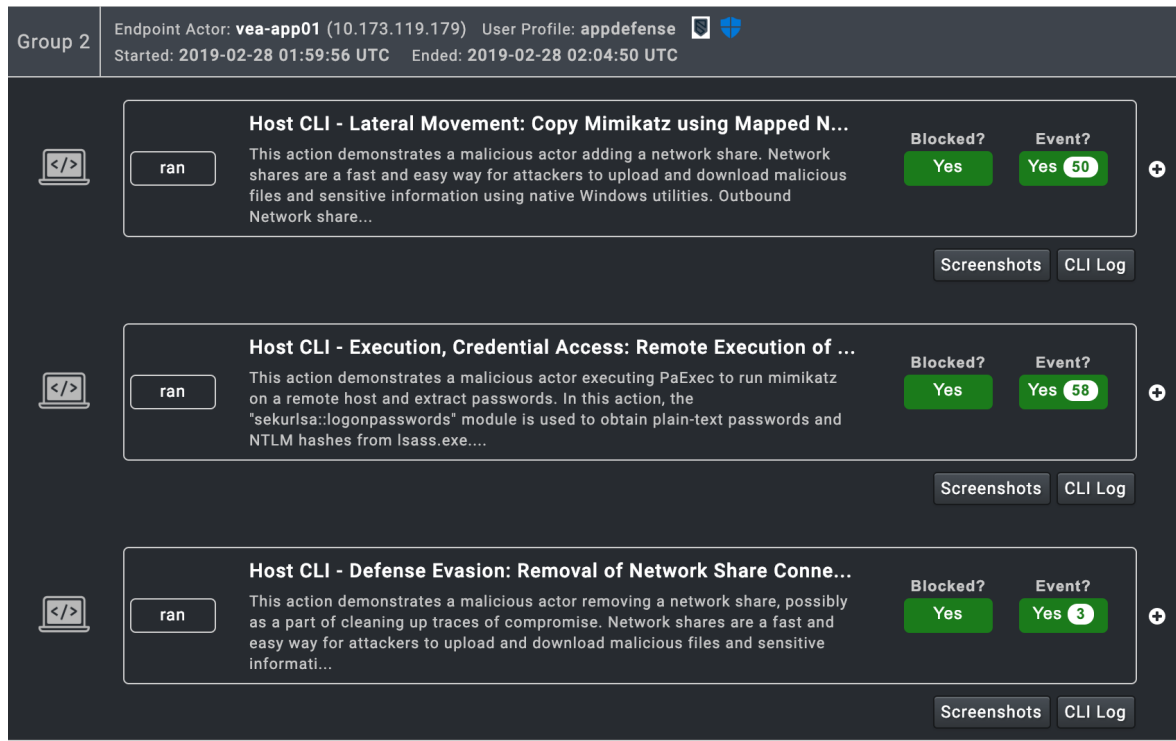 Group 2
Endpoint Actor: vea-app01 (10.173.119.179) User Profile: appdefense
Started: 2019-02-28 01:59:56 UTC Ended: 2019-02-28 02:04:50 UTC
Host CLI - Lateral Movement: Copy Mimikatz using Mapped N...
ran
This action demonstrates a malicious actor adding a network share. Network
shares are a fast and easy way for attackers to upload and download malicious
files and sensitive information using native Windows utilities. Outbound
Network share...
Blocked? Event?
Yes Yes 50
Screenshots CLI Log
Host CLI - Execution, Credential Access: Remote Execution of ...
ran
This action demonstrates a malicious actor executing PaExec to run mimikatz
on a remote host and extract passwords. In this action, the
"sekurlsa::logonpasswords" module is used to obtain plain-text passwords and
NTLM hashes from lsass.exe....
Blocked? Event?
Yes Yes 58
Screenshots CLI Log
Host CLI - Defense Evasion: Removal of Network Share Conne...
ran
This action demonstrates a malicious actor removing a network share, possibly
as a part of cleaning up traces of compromise. Network shares are a fast and
easy way for attackers to upload and download malicious files and sensitive
informati...
Blocked? Event?
Yes Yes 3
Screenshots CLI Log